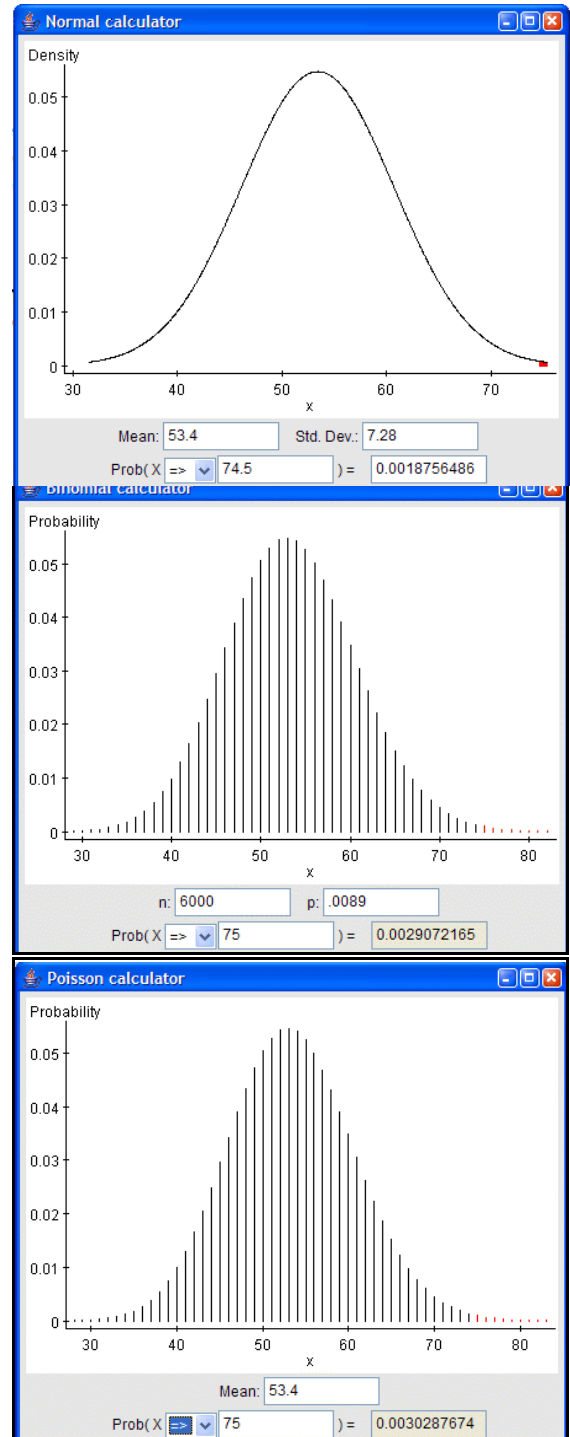 Normal calculator
Density
0.05
0.04
0.03
0.02
0.01
0
30 40 50 60 70
x
Mean: 53.4 Std. Dev.: 7.28
Prob( X => 74.5 ) = 0.0018756486
Binomial calculator
Probability
0.05
0.04
0.03
0.02
0.01
0
30 40 50 60 70 80
x
n: 6000 p: .0089
Prob( X => 75 ) = 0.0029072165
Poisson calculator
Probability
0.05
0.04
0.03
0.02
0.01
0
30 40 50 60 70 80
x
Mean: 53.4
Prob( X => 75 ) = 0.0030287674